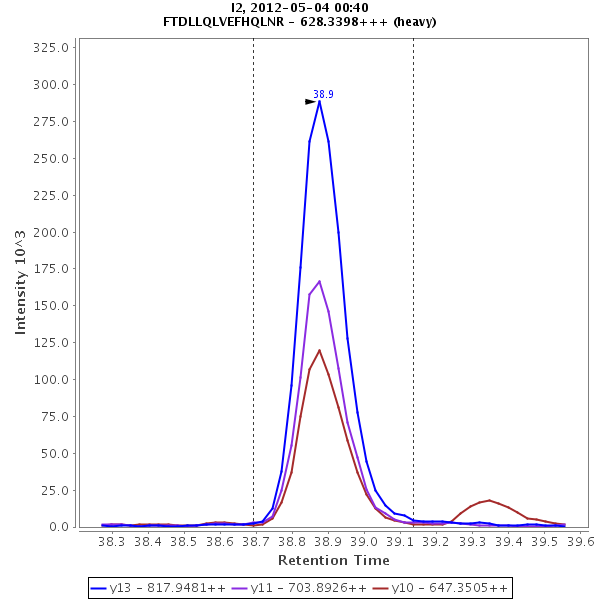 I2, 2012-05-04 00:40
FTDLLQLVEFHQLNR - 628.3398+++ (heavy)
325.0
300.0
275.0
250.0
225.0
200.0
175.0
150.0
125.0
100.0
75.0
50.0
25.0
0.0
Intensity 10^3
38.9
38.3 38.4 38.5 38.6 38.7 38.8 38.9 39.0 39.1 39.2 39.3 39.4 39.5 39.6
Retention Time
y13 - 817.9481++ y11 - 703.8926++ y10 - 647.3505++